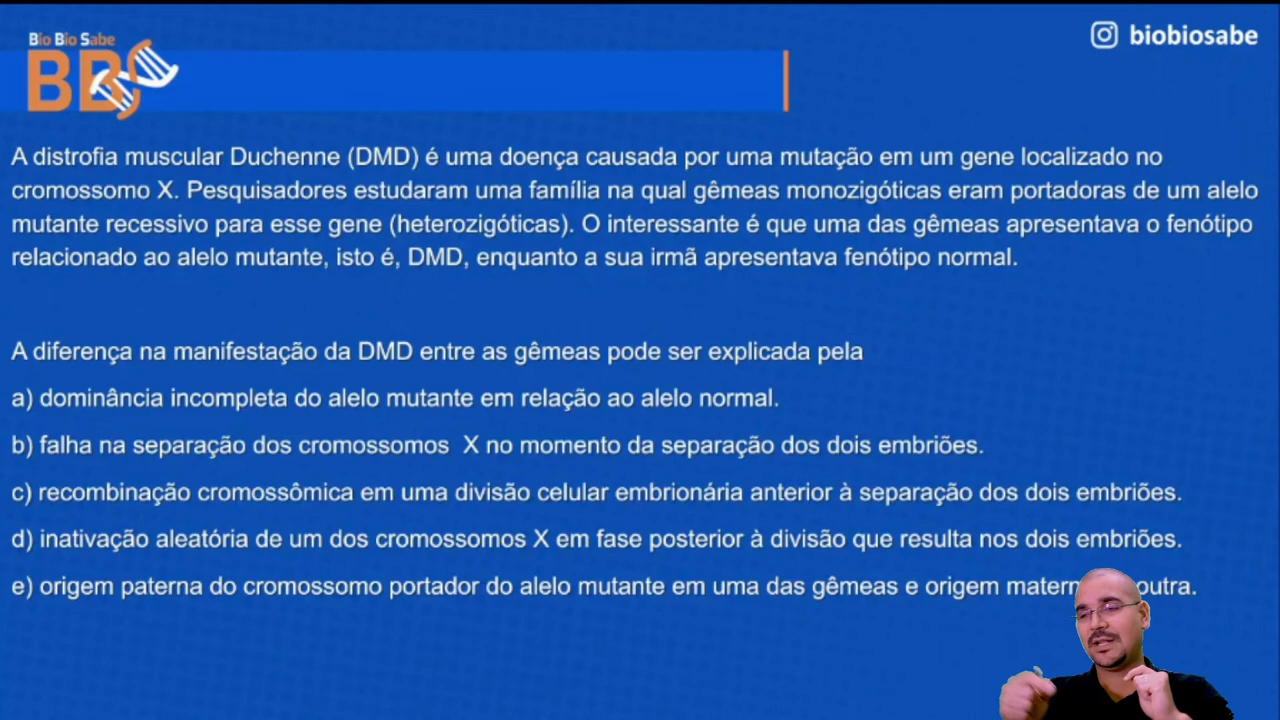 Bio Bio Sabe
BBS
biobiosabe
A distrofia muscular Duchenne (DMD) é uma doença causada por uma mutação em um gene localizado no
cromossomo X. Pesquisadores estudaram uma família na qual gêmeas monozigóticas eram portadoras de um alelo
mutante recessivo para esse gene (heterozigóticas). O interessante é que uma das gêmeas apresentava o fenótipo
relacionado ao alelo mutante, isto é, DMD, enquanto a sua irmã apresentava fenótipo normal.
A diferença na manifestação da DMD entre as gêmeas pode ser explicada pela
a) dominância incompleta do alelo mutante em relação ao alelo normal.
b) falha na separação dos cromossomos X no momento da separação dos dois embriões.
c) recombinação cromossômica em uma divisão celular embrionária anterior à separação dos dois embriões.
d) inativação aleatória de um dos cromossomos X em fase posterior à divisão que resulta nos dois embriões.
e) origem paterna do cromossomo portador do alelo mutante em uma das gêmeas e origem outra.